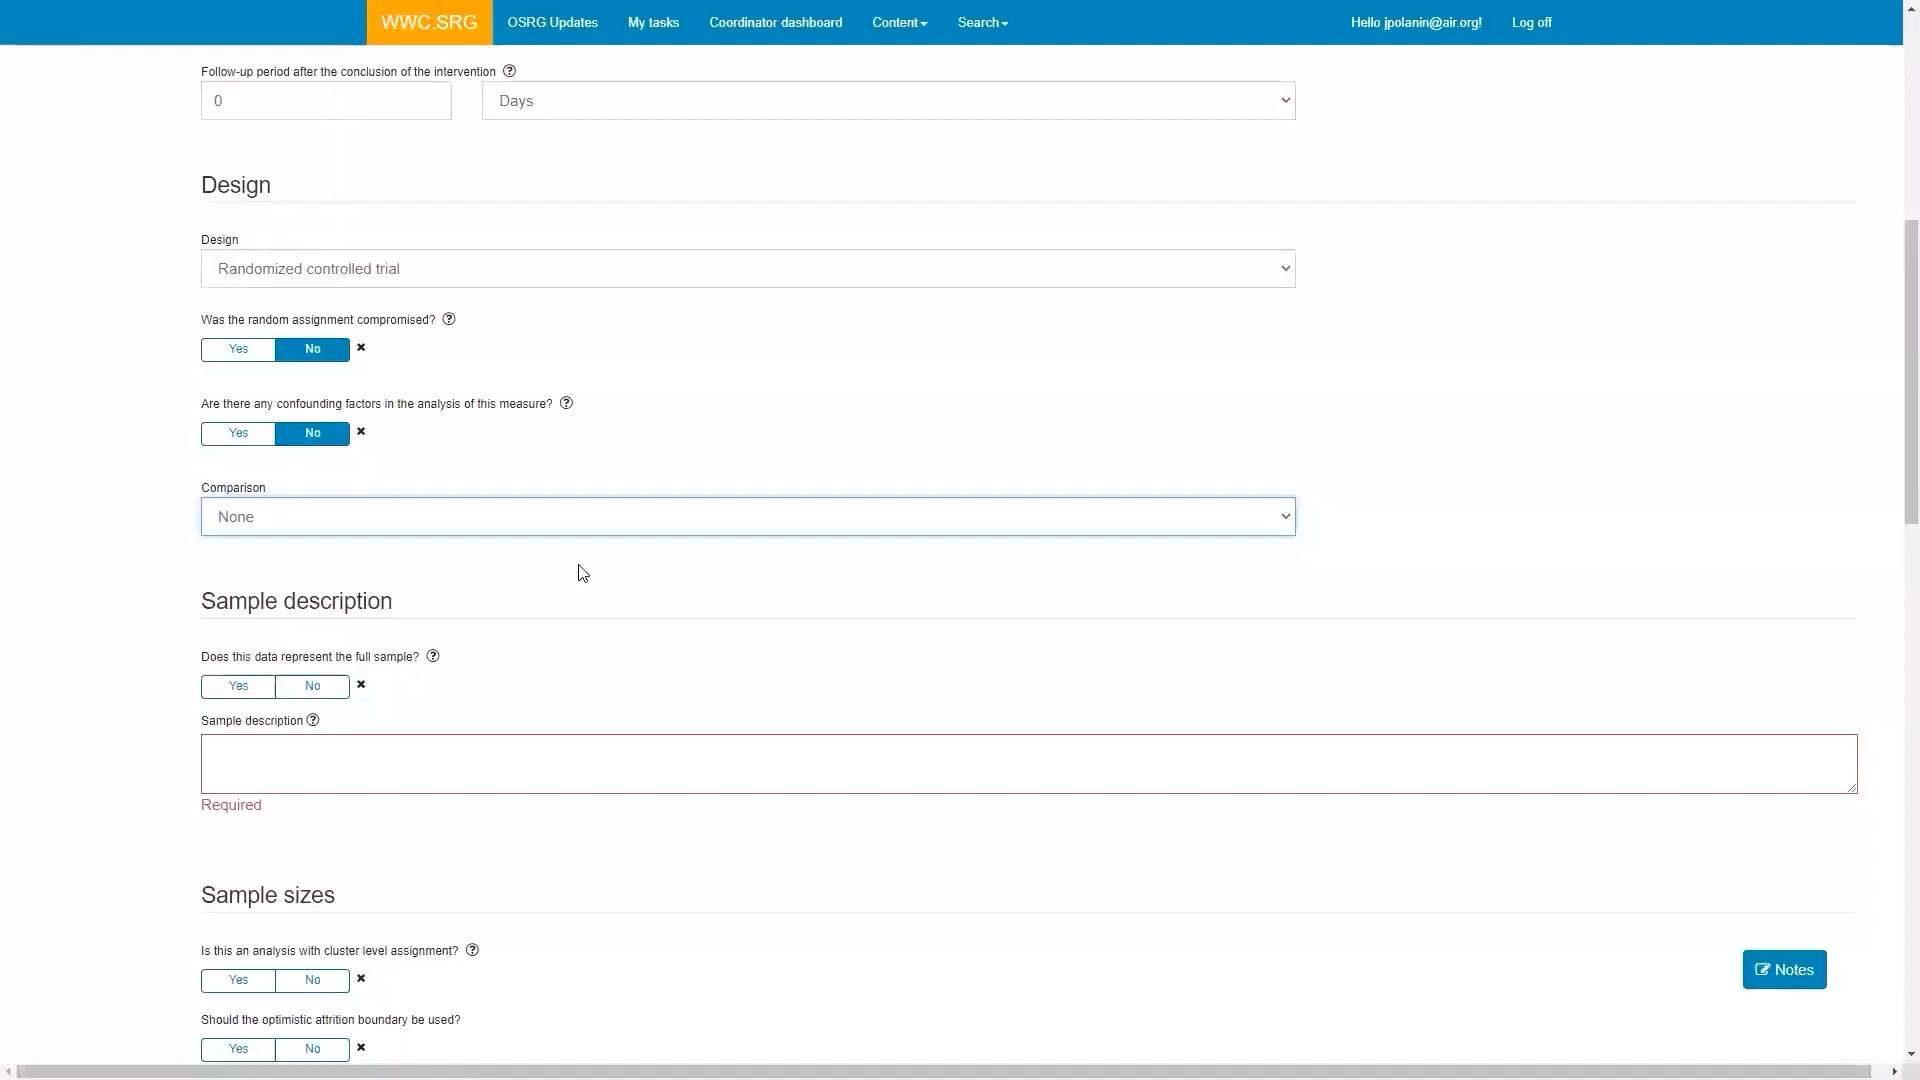 WWC.SRG OSRG Updates My tasks Coordinator dashboard Content Search Hello jpolanin@air.org! Log off
Follow-up period after the conclusion of the intervention
0 Days
Design
Design
Randomized controlled trial
Was the random assignment compromised?
Yes No
Are there any confounding factors in the analysis of this measure?
Yes No
Comparison
None
Sample description
Does this data represent the full sample?
Yes No
Sample description
Required
Sample sizes
Is this an analysis with cluster level assignment?
Yes No
Notes
Should the optimistic attrition boundary be used?
Yes No